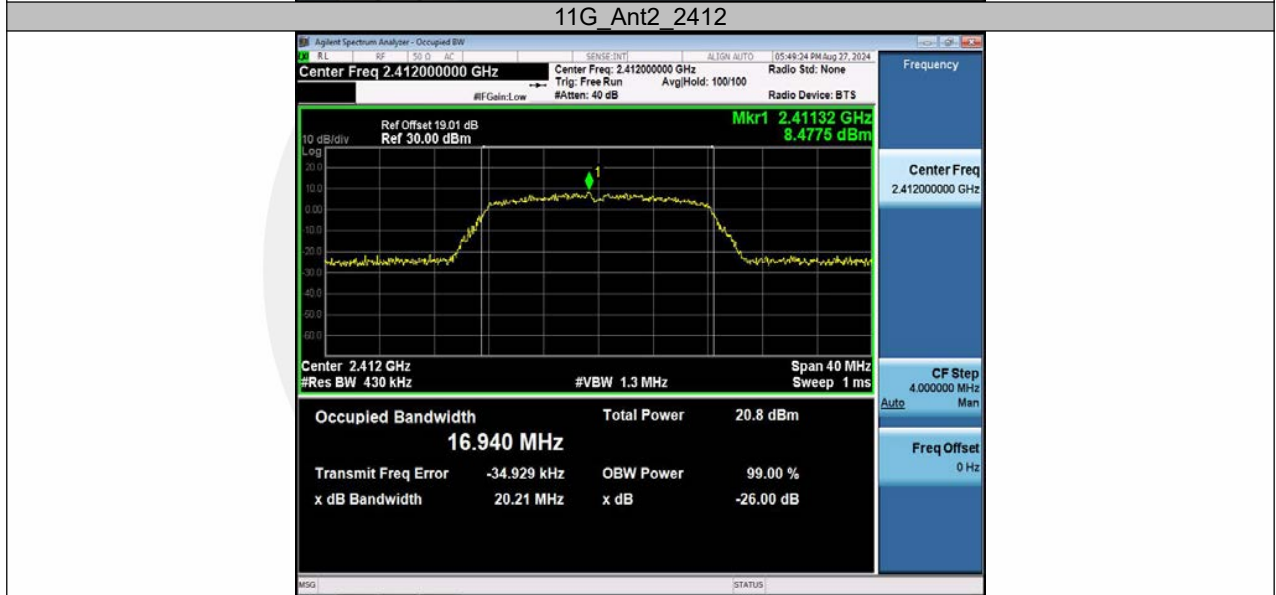 11G_Ant2_2412
Agilent Spectrum Analyzer - Occupied BW
RL RF 50 Ω AC SENSE:INT ALIGN AUTO 05:49:24 PM Aug 27, 2024
Center Freq 2.412000000 GHz
Center Freq: 2.412000000 GHz
Radio Std: None
Trig: Free Run Avg|Hold: 100/100
#IFGain:Low
#Atten: 40 dB
Radio Device: BTS
Frequency
Ref Offset 19.01 dB
Mkr1 2.41132 GHz
10 dB/div Ref 30.00 dBm
8.4775 dBm
Log
20.0
10.0
0.00
-10.0
-20.0
-30.0
-40.0
-50.0
-60.0
1
Center Freq
2.412000000 GHz
Center 2.412 GHz Span 40 MHz
#Res BW 430 kHz #VBW 1.3 MHz Sweep 1 ms
CF Step
4.000000 MHz
Auto Man
Occupied Bandwidth Total Power 20.8 dBm
16.940 MHz
Transmit Freq Error -34.929 kHz OBW Power 99.00 %
x dB Bandwidth 20.21 MHz x dB -26.00 dB
Freq Offset
0 Hz
MSG STATUS